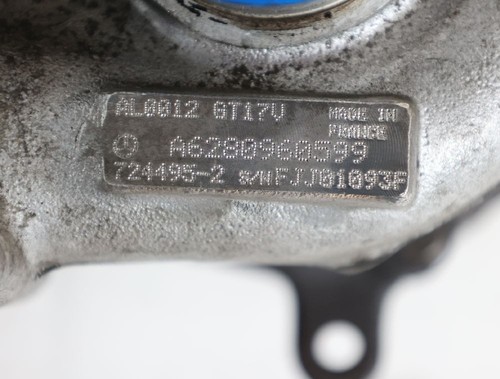 AL0012 GT17V MADE IN
FRANCE
A6280960599
724495-2 S/N FJJ01093F